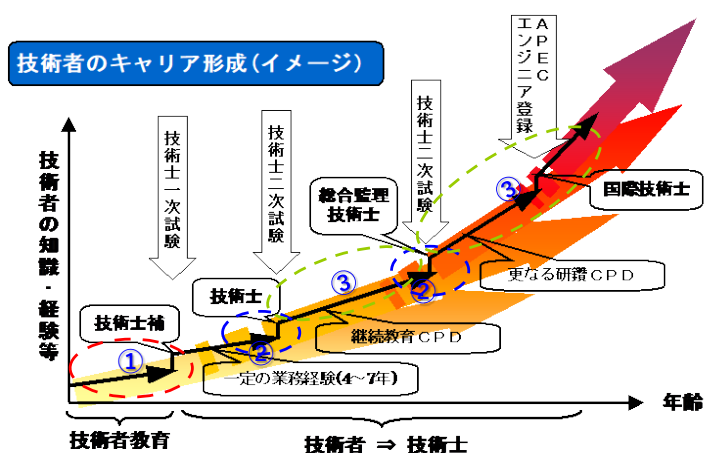 技術者のキャリア形成(イメージ)
APEC
エンジニア登録
技術士一次試験
技術士二次試験
技術士二次試験
技術者の知識・経験等
総合監理
技術士
国際技術士
③
更なる研鑽CPD
②
技術士
③
継続教育CPD
技術士補
②
①
一定の業務経験(4~7年)
年齢
技術者教育
技術者 ⇒ 技術士